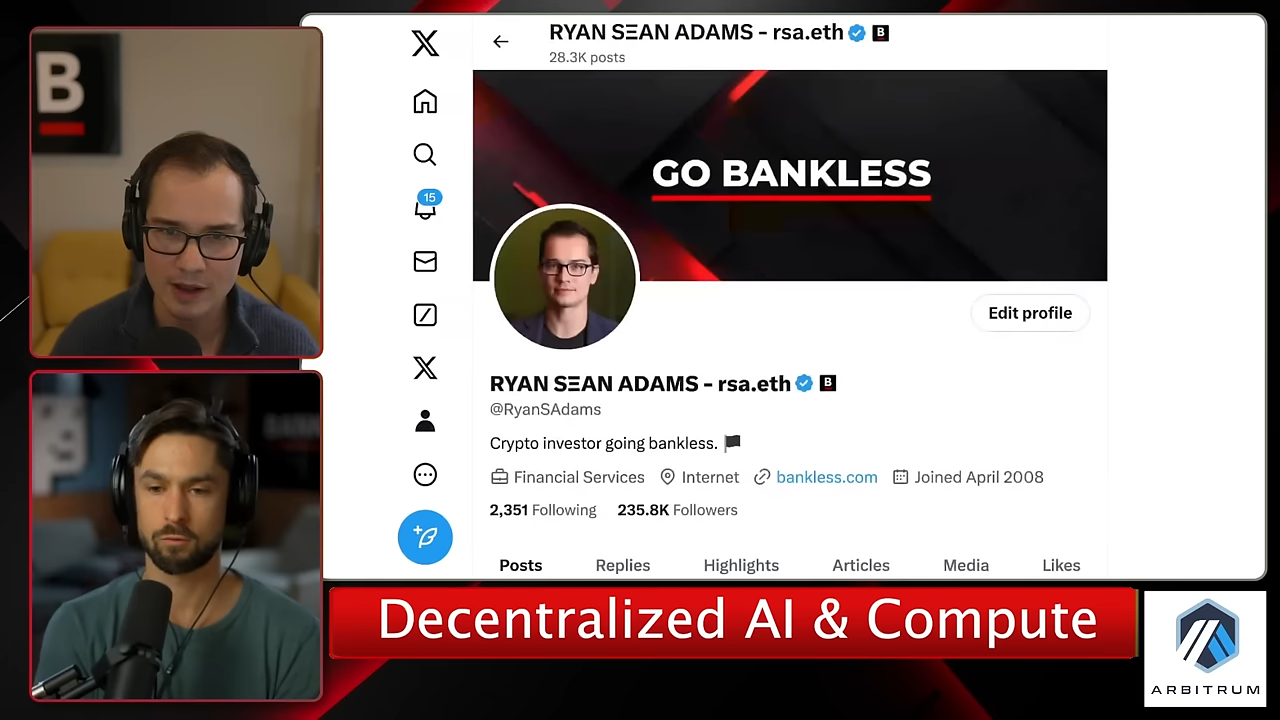 B
RYAN SΞAN ADAMS – rsa.eth B
28.3K posts
GO BANKLESS
15
Edit profile
RYAN SΞAN ADAMS – rsa.eth B
@RyanSAdams
Crypto investor going bankless. 🏴
Financial Services Internet bankless.com Joined April 2008
2,351 Following 235.8K Followers
Posts Replies Highlights Articles Media Likes
Decentralized AI & Compute
ARBITRUM